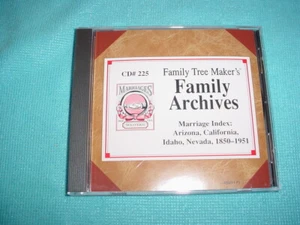 CD# 225
Family Tree Maker's
Family
Archives
MARRIAGES
Marriage Index:
Arizona, California,
Idaho, Nevada, 1850–1951